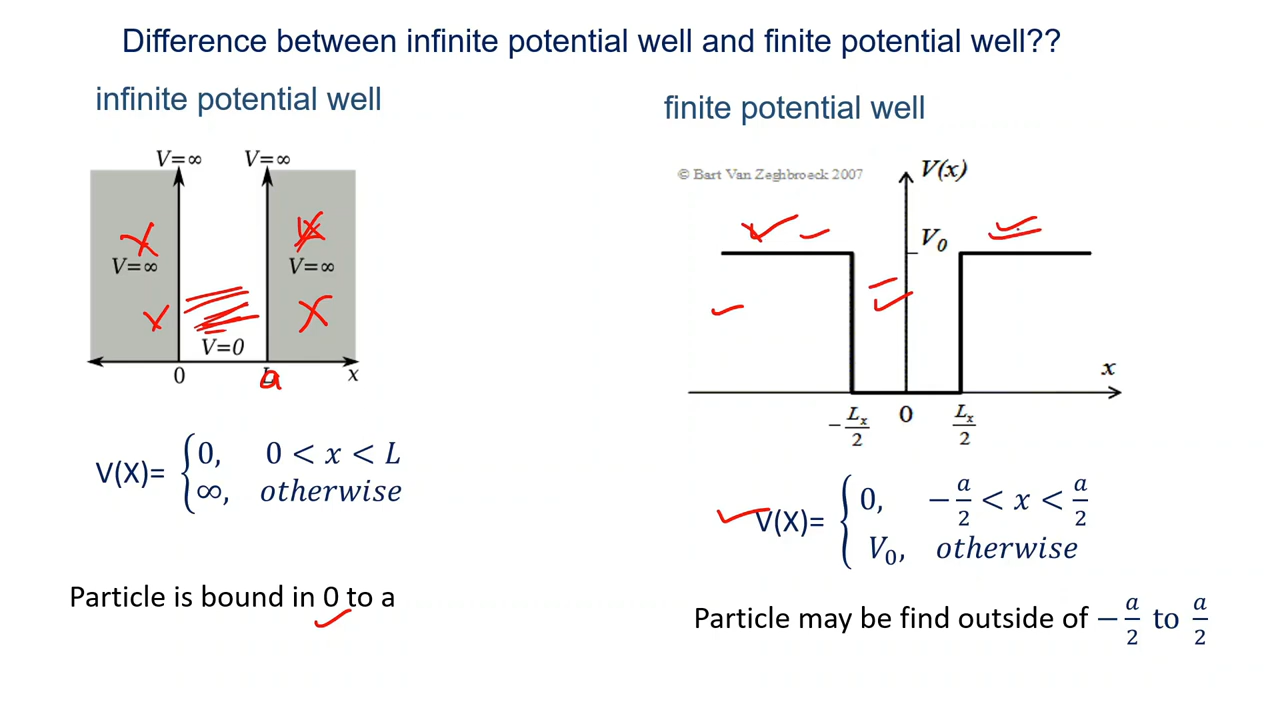 Difference between infinite potential well and finite potential well??
infinite potential well
V=∞ V=∞
V=∞ V=∞
V=0
0 a x
V(X)= {0, 0 < x < L
∞, otherwise
Particle is bound in 0 to a
finite potential well
© Bart Van Zeghbroeck 2007
V(x)
V₀
x
-Lₓ/2 0 Lₓ/2
V(X)= {0, −a/2 < x < a/2
V₀, otherwise
Particle may be find outside of −a/2 to a/2